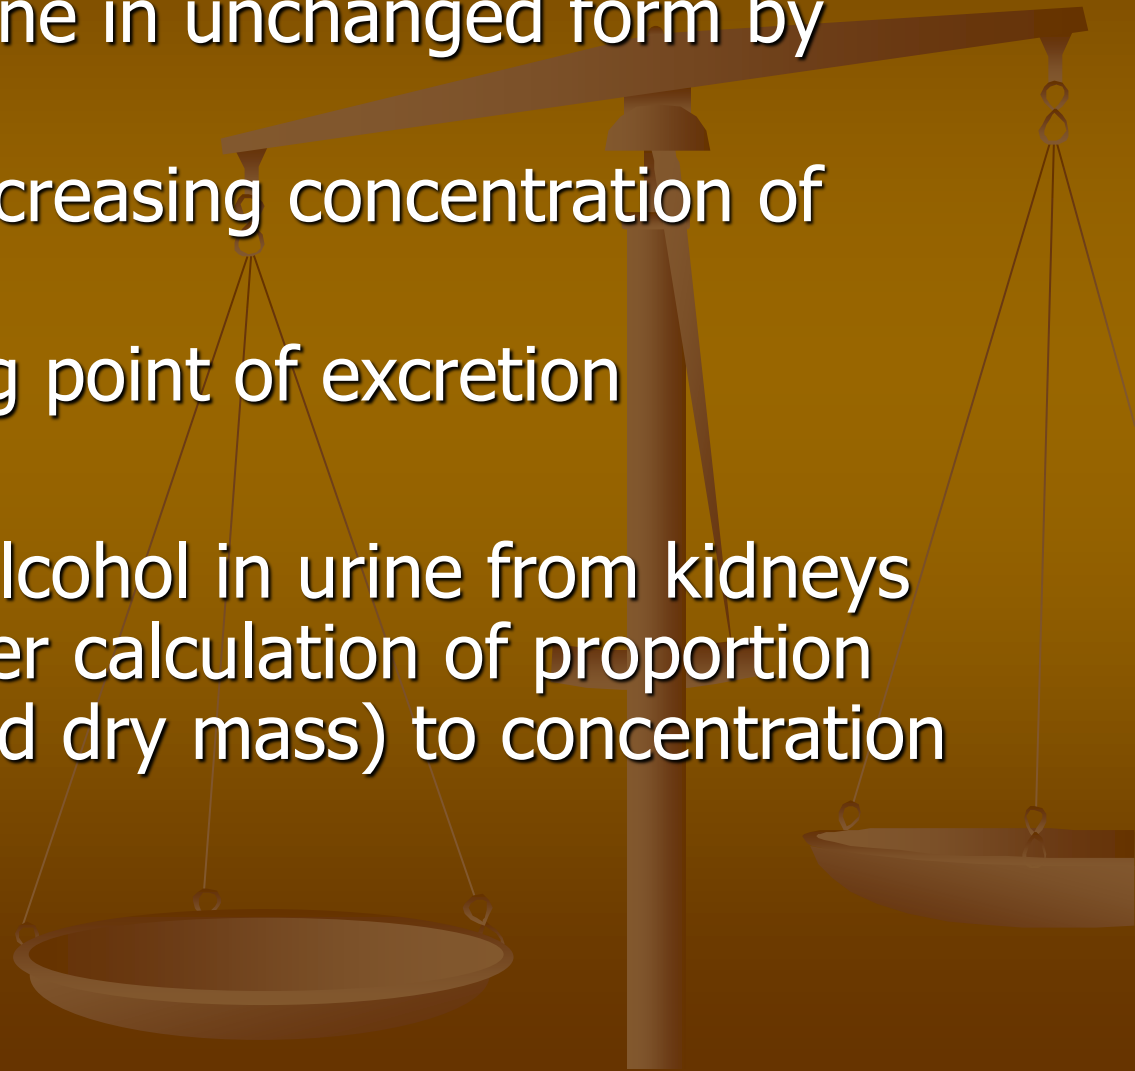 ne in unchanged form by
creasing concentration of
g point of excretion
lcohol in urine from kidneys
er calculation of proportion
d dry mass) to concentration